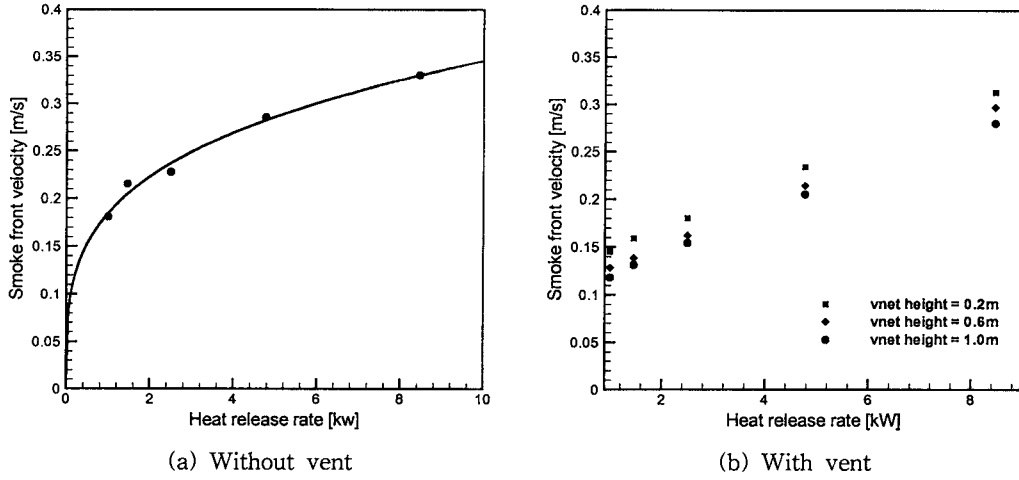 0.4
0.35
0.3
0.25
0.2
0.15
0.1
0.05
0
Smoke front velocity [m/s]
0 2 4 6 8 10
Heat release rate [kw]
(a) Without vent
0.4
0.35
0.3
0.25
0.2
0.15
0.1
0.05
0
Smoke front velocity [m/s]
vnet height = 0.2m
vnet height = 0.6m
vnet height = 1.0m
2 4 6 8
Heat release rate [kW]
(b) With vent